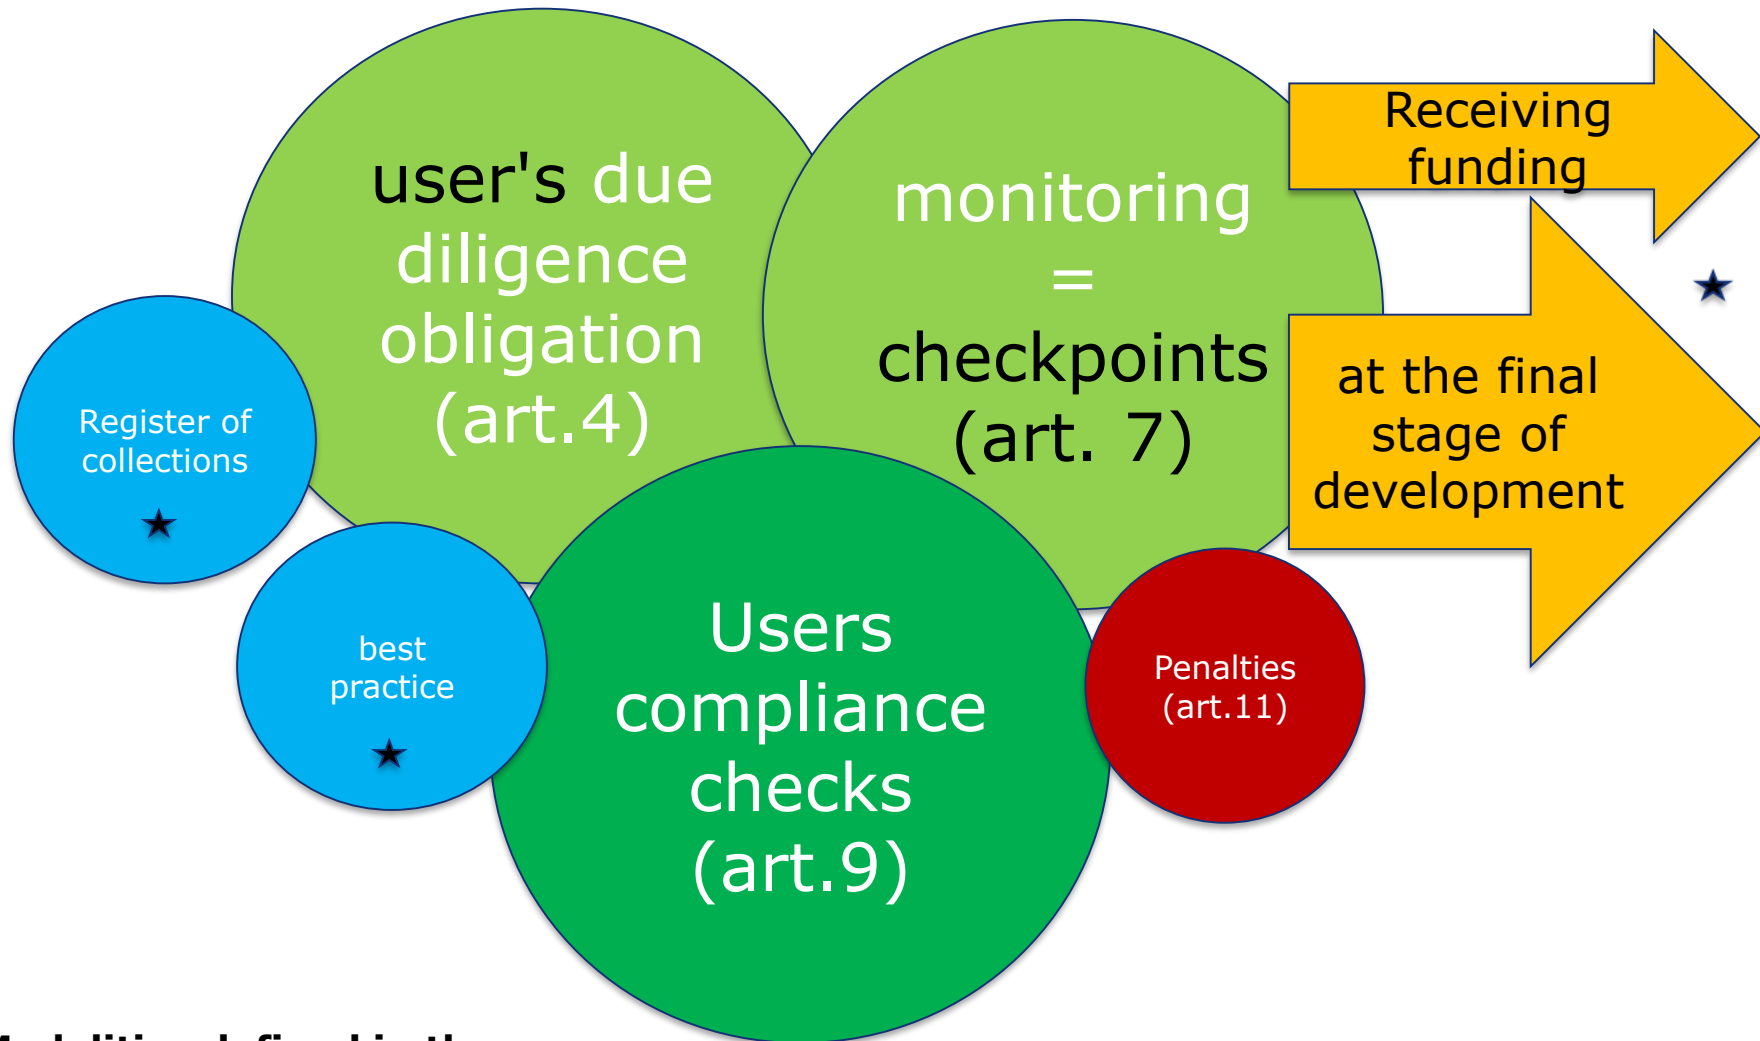 user's due
diligence
obligation
(art.4)
monitoring
=
checkpoints
(art. 7)
Receiving
funding
at the final
stage of
development
Register of
collections
best
practice
Users
compliance
checks
(art.9)
Penalties
(art.11)